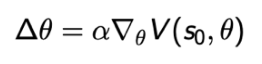 Δθ = α∇θV(s0, θ)